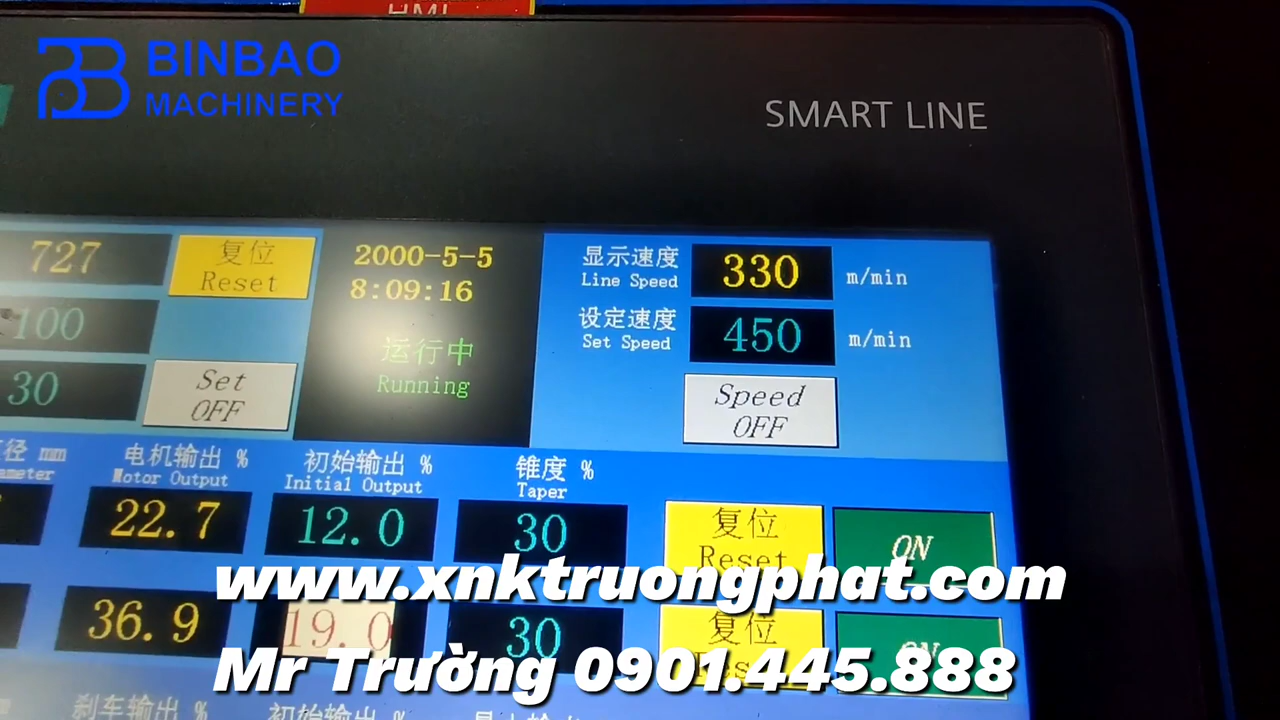 HMI
BINBAO
MACHINERY
SMART LINE
727
复位
Reset
2000-5-5
8:09:16
显示速度
Line Speed
330
m/min
100
运行中
Running
设定速度
Set Speed
450
m/min
30
Set
OFF
Speed
OFF
径 mm
电机输出 %
Motor Output
初始输出 %
Initial Output
锥度 %
Taper
22.7
12.0
30
复位
Reset
ON
www.xnktruongphat.com
36.9
19.0
30
复位
Reset
ON
Mr Trường 0901.445.888
刹车输出 %
初始输出 %